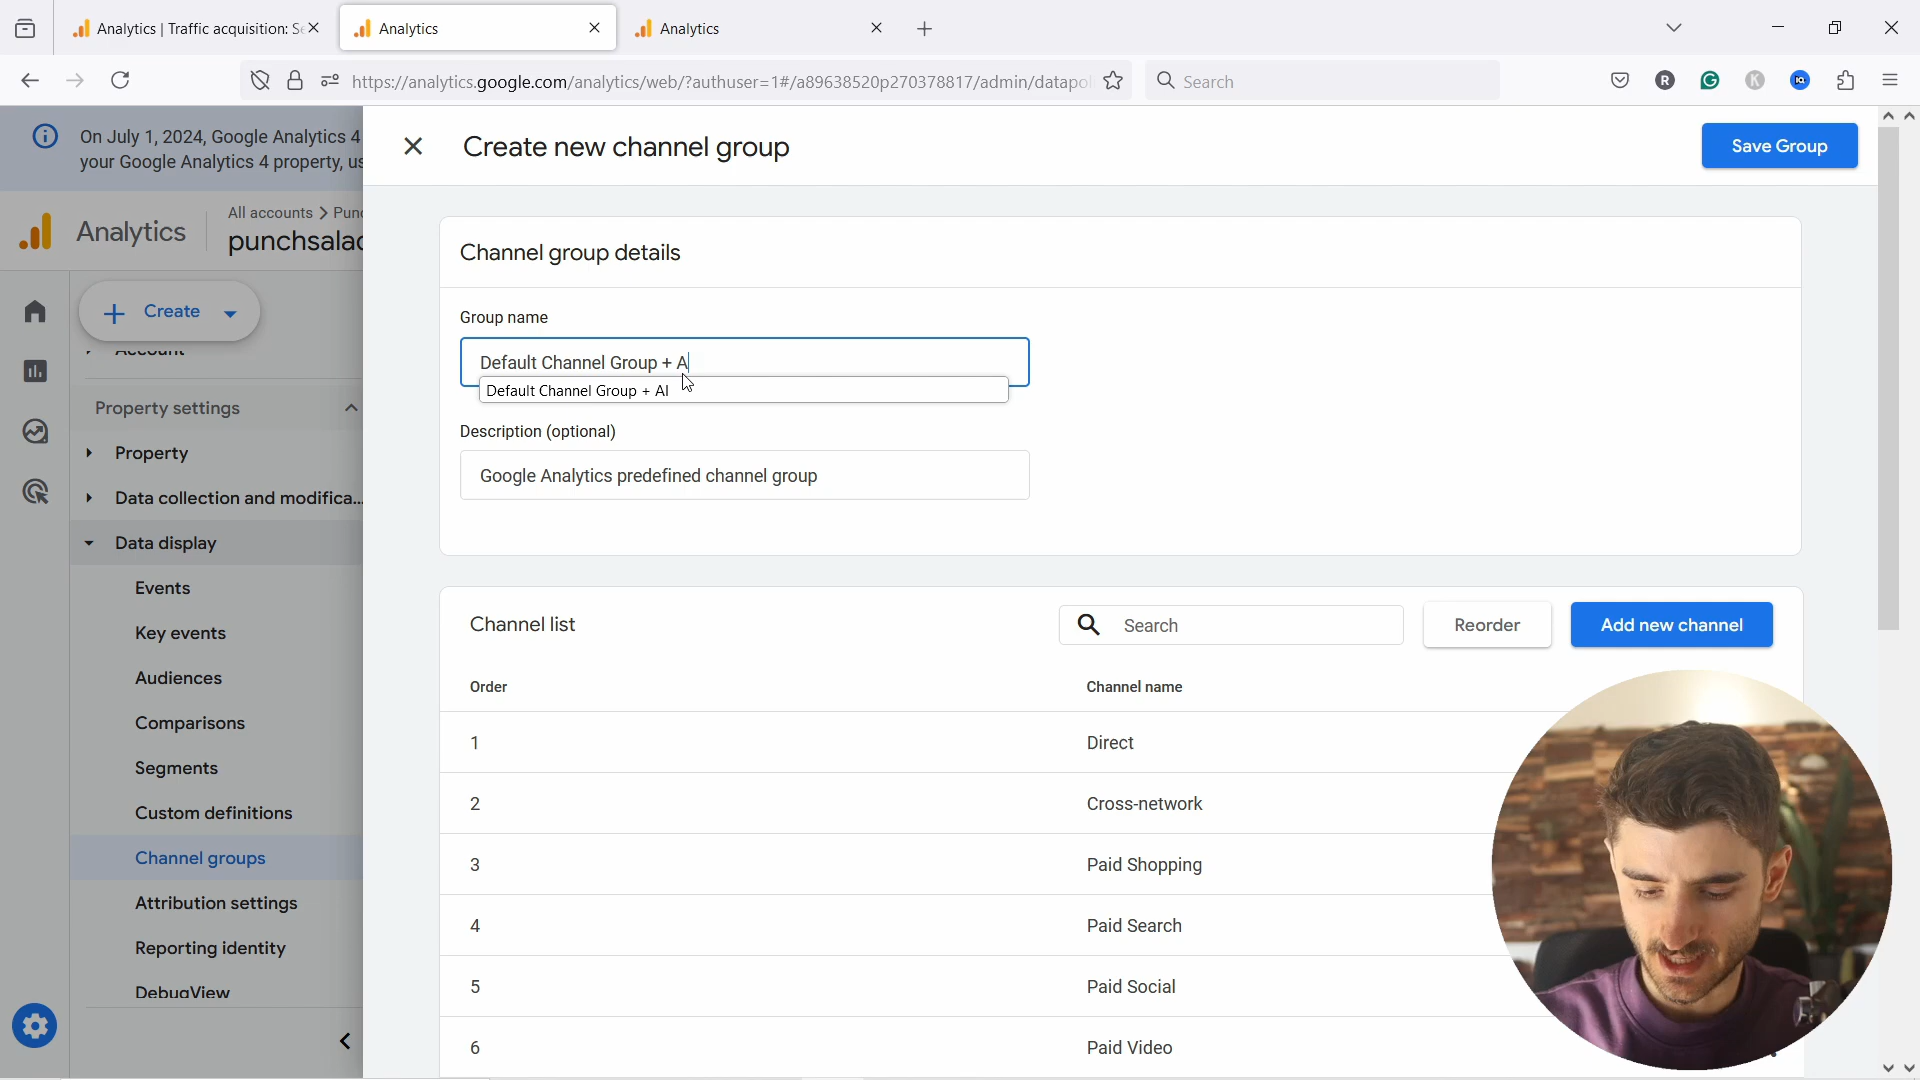 Analytics | Traffic acquisition: Se
Analytics
Analytics
https://analytics.google.com/analytics/web/?authuser=1#/a89638520p270378817/admin/datapol
Search
On July 1, 2024, Google Analytics 4
your Google Analytics 4 property, us
Create new channel group
Save Group
Analytics
All accounts > Punc
punchsalad
Create
Account
Property settings
Property
Data collection and modifica...
Data display
Events
Key events
Audiences
Comparisons
Segments
Custom definitions
Channel groups
Attribution settings
Reporting identity
DebugView
Channel group details
Group name
Default Channel Group + A
Default Channel Group + AI
Description (optional)
Google Analytics predefined channel group
Channel list
Search
Reorder
Add new channel
Order
Channel name
1
Direct
2
Cross-network
3
Paid Shopping
4
Paid Search
5
Paid Social
6
Paid Video